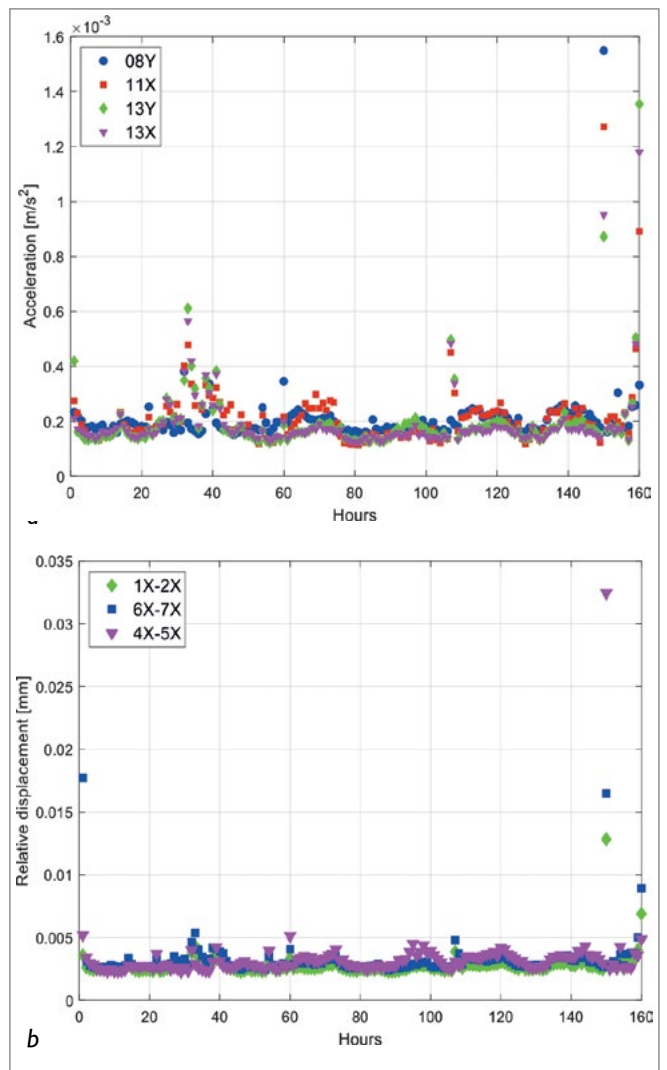 ×10⁻³
1.6
1.4
1.2
1
0.8
0.6
0.4
0.2
0
08Y
11X
13Y
13X
Acceleration [m/s²]
0 20 40 60 80 100 120 140 160
Hours
0.035
0.03
0.025
0.02
0.015
0.01
0.005
0
1X-2X
6X-7X
4X-5X
Relative displacement [mm]
0 20 40 60 80 100 120 140 160
Hours
b